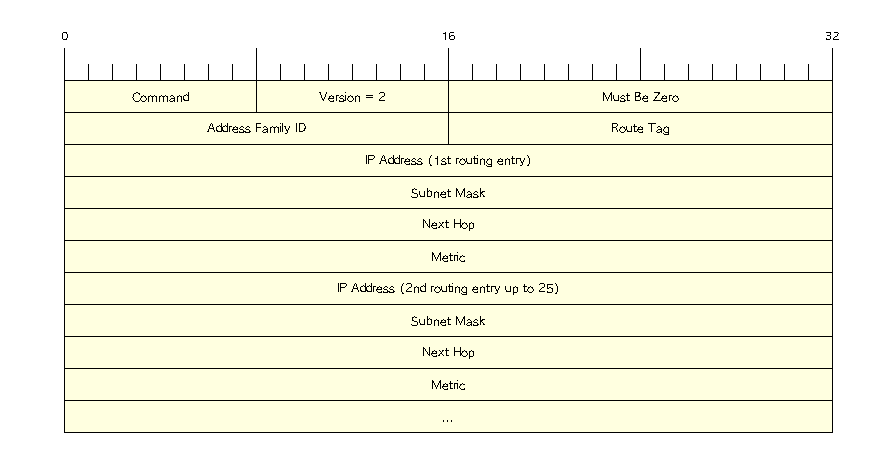 0 16 32
Command Version = 2 Must Be Zero
Address Family ID Route Tag
IP Address (1st routing entry)
Subnet Mask
Next Hop
Metric
IP Address (2nd routing entry up to 25)
Subnet Mask
Next Hop
Metric
...